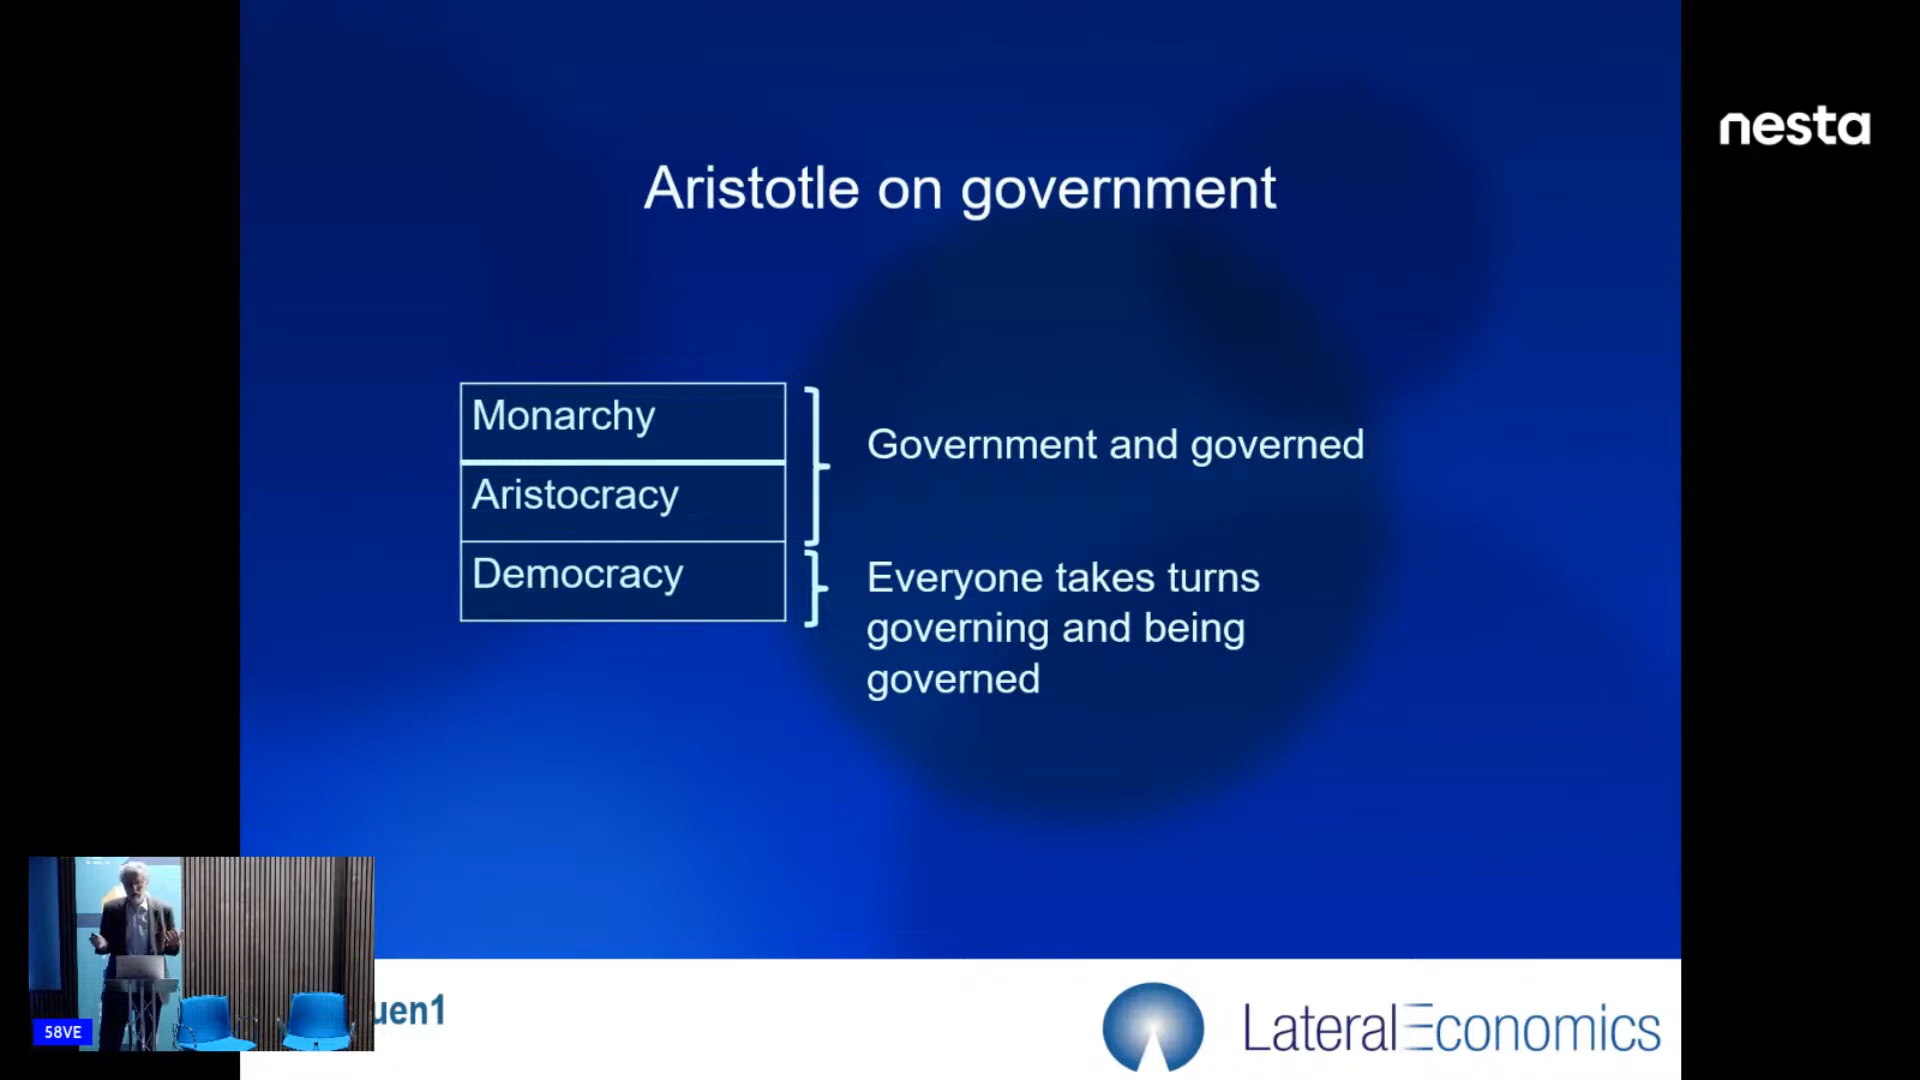 nesta
Aristotle on government
Monarchy
Aristocracy
Democracy
Government and governed
Everyone takes turns
governing and being
governed
58VE
uen1
LateralEconomics